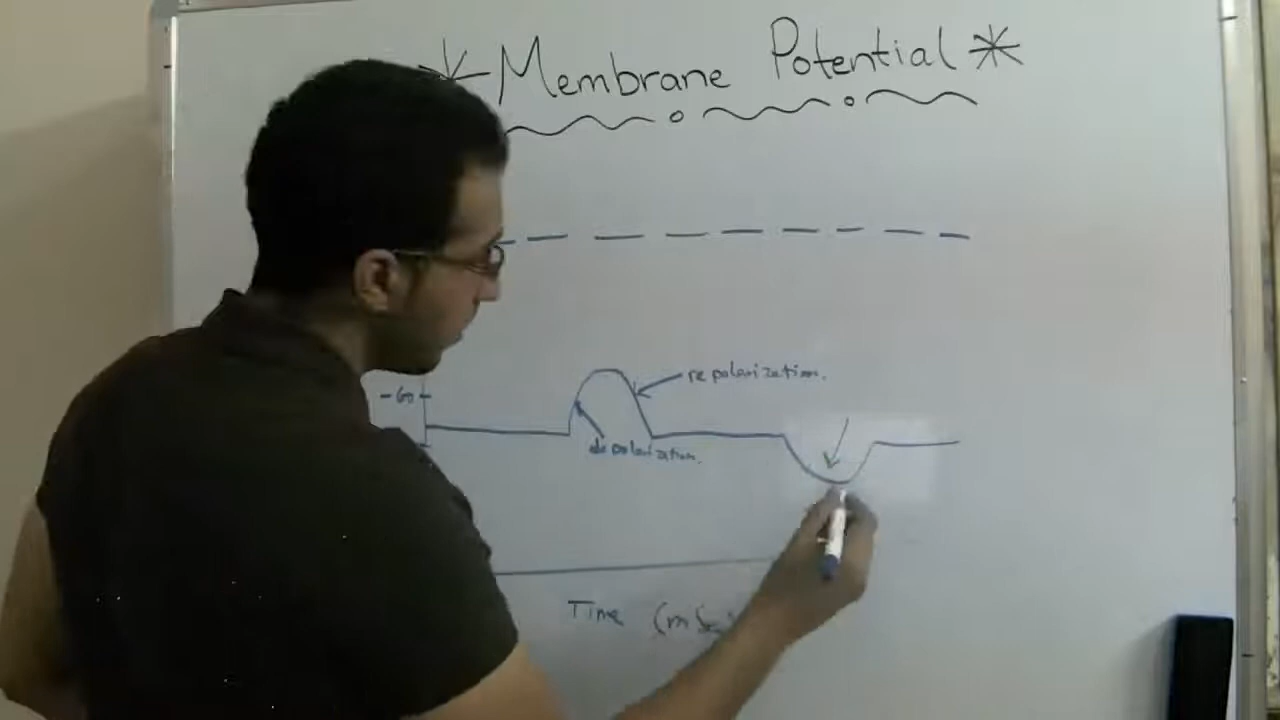 * Membrane Potential *
-60
repolarization.
depolarization.
Time (m